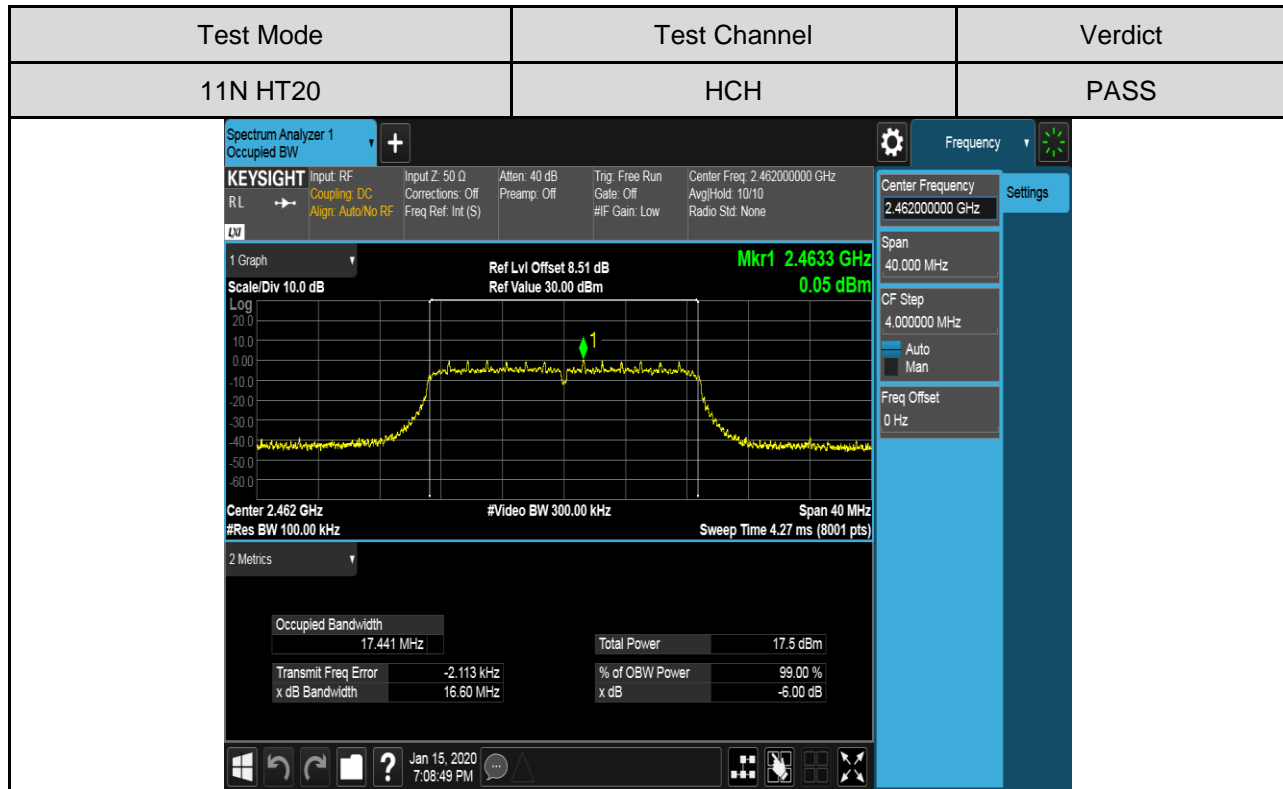 Test Mode Test Channel Verdict
11N HT20 HCH PASS
Spectrum Analyzer 1
Occupied BW
+
Frequency
KEYSIGHT
RL
LXI
Input: RF
Coupling: DC
Align: Auto/No RF
Input Z: 50 Ω
Corrections: Off
Freq Ref: Int (S)
Atten: 40 dB
Preamp: Off
Trig: Free Run
Gate: Off
#IF Gain: Low
Center Freq: 2.462000000 GHz
Avg|Hold: 10/10
Radio Std: None
Center Frequency
2.462000000 GHz
Settings
Span
40.000 MHz
CF Step
4.000000 MHz
Auto
Man
Freq Offset
0 Hz
1 Graph
Scale/Div 10.0 dB
Ref Lvl Offset 8.51 dB
Ref Value 30.00 dBm
Mkr1 2.4633 GHz
0.05 dBm
Log
20.0
10.0
0.00
-10.0
-20.0
-30.0
-40.0
-50.0
-60.0
1
Center 2.462 GHz
#Res BW 100.00 kHz
#Video BW 300.00 kHz
Span 40 MHz
Sweep Time 4.27 ms (8001 pts)
2 Metrics
Occupied Bandwidth
17.441 MHz
Total Power 17.5 dBm
Transmit Freq Error -2.113 kHz
% of OBW Power 99.00 %
x dB Bandwidth 16.60 MHz
x dB -6.00 dB
?
Jan 15, 2020
7:08:49 PM